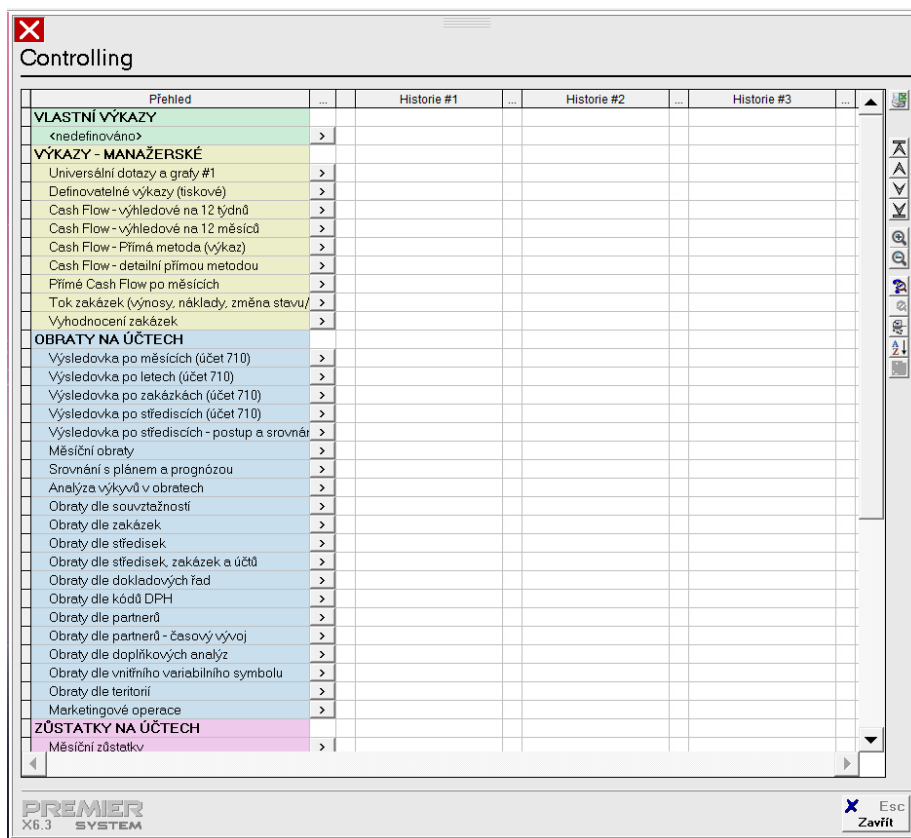 Controlling
Přehled ... Historie #1 ... Historie #2 ... Historie #3 ...
VLASTNÍ VÝKAZY
<nedefinováno> >
VÝKAZY - MANAŽERSKÉ
Universální dotazy a grafy #1 >
Definovatelné výkazy (tiskové) >
Cash Flow - výhledové na 12 týdnů >
Cash Flow - výhledové na 12 měsíců >
Cash Flow - Přímá metoda (výkaz) >
Cash Flow - detailní přímou metodou >
Přímé Cash Flow po měsících >
Tok zakázek (výnosy, náklady, změna stavu/ >
Vyhodnocení zakázek >
OBRATY NA ÚČTECH
Výsledovka po měsících (účet 710) >
Výsledovka po letech (účet 710) >
Výsledovka po zakázkách (účet 710) >
Výsledovka po střediscích (účet 710) >
Výsledovka po střediscích - postup a srovnár >
Měsíční obraty >
Srovnání s plánem a prognózou >
Analýza výkyvů v obratech >
Obraty dle souvztažností >
Obraty dle zakázek >
Obraty dle středisek >
Obraty dle středisek, zakázek a účtů >
Obraty dle dokladových řad >
Obraty dle kódů DPH >
Obraty dle partnerů >
Obraty dle partnerů - časový vývoj >
Obraty dle doplňkových analýz >
Obraty dle vnitřního variabilního symbolu >
Obraty dle teritorií >
Marketingové operace >
ZŮSTATKY NA ÚČTECH
Měsíční zůstatky >
PREMIER
X6.3 SYSTEM
Esc
Zavřít